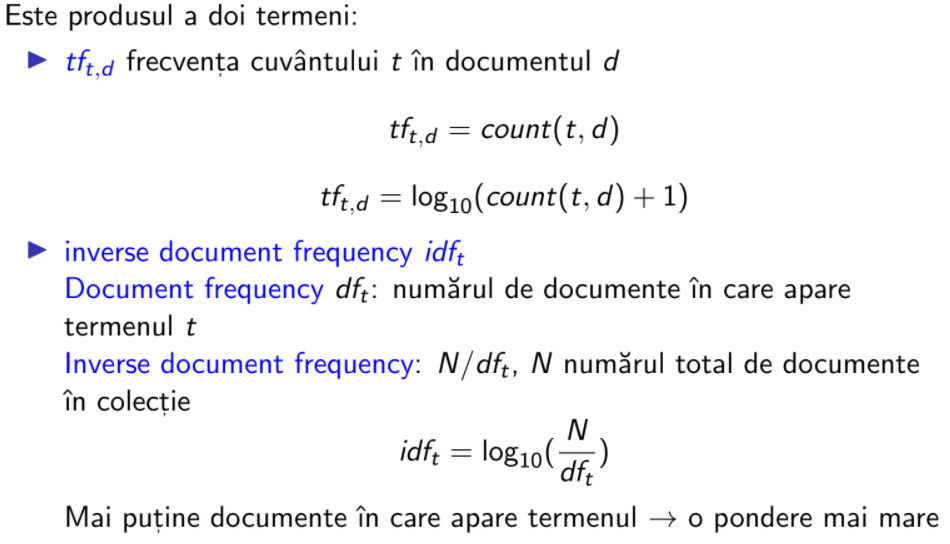 Este produsul a doi termeni:
▶ tf_{t,d} frecvența cuvântului t în documentul d
tf_{t,d} = count(t, d)
tf_{t,d} = log_{10}(count(t, d) + 1)
▶ inverse document frequency idf_t
Document frequency df_t: numărul de documente în care apare
termenul t
Inverse document frequency: N/df_t, N numărul total de documente
în colecție
idf_t = log_{10}(\frac{N}{df_t})
Mai puține documente în care apare termenul → o pondere mai mare